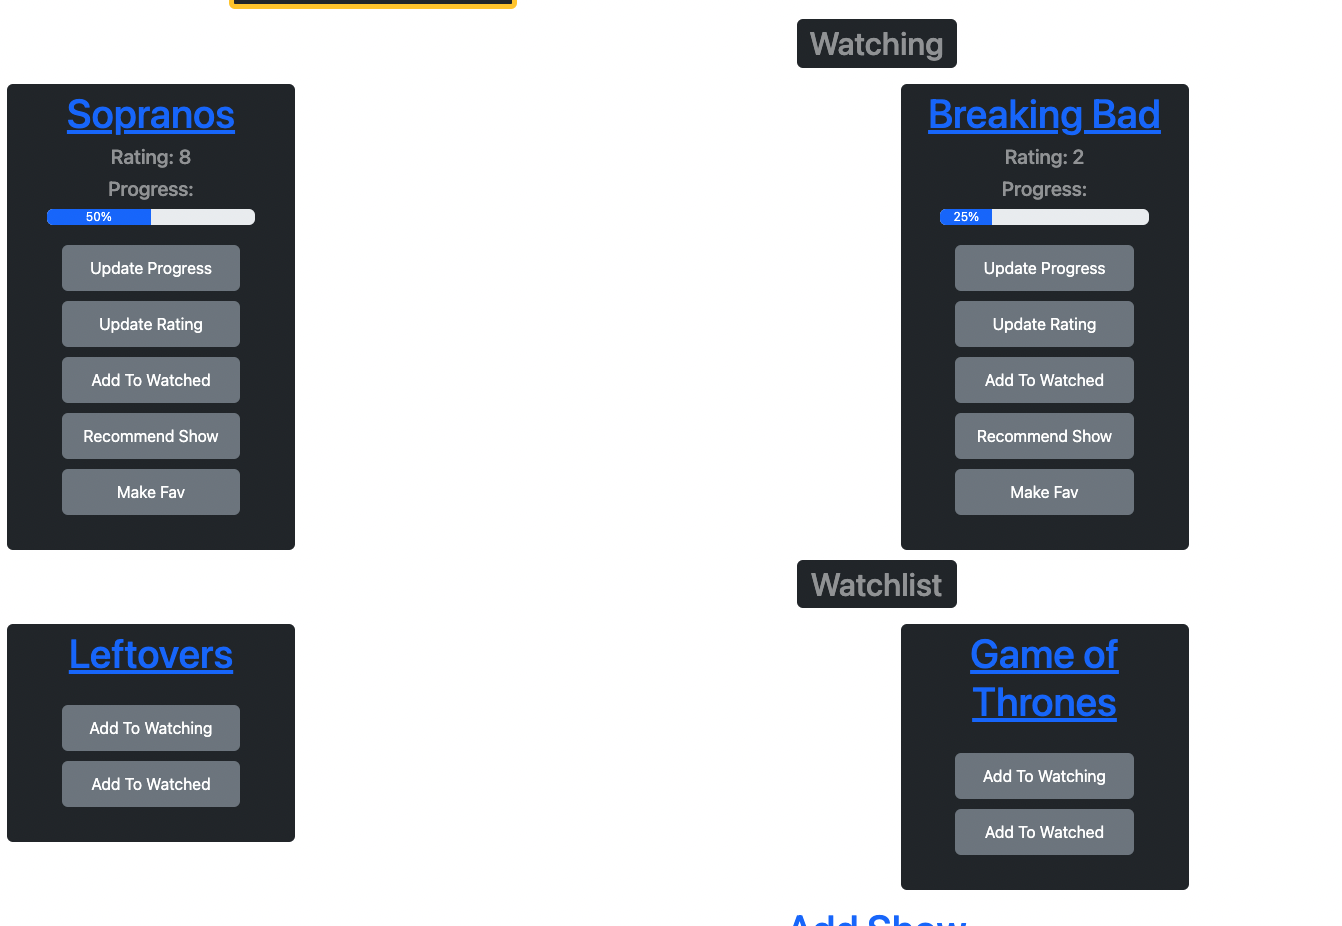 Watching
Sopranos
Rating: 8
Progress:
50%
Update Progress
Update Rating
Add To Watched
Recommend Show
Make Fav
Breaking Bad
Rating: 2
Progress:
25%
Update Progress
Update Rating
Add To Watched
Recommend Show
Make Fav
Watchlist
Leftovers
Add To Watching
Add To Watched
Game of
Thrones
Add To Watching
Add To Watched
Add Show